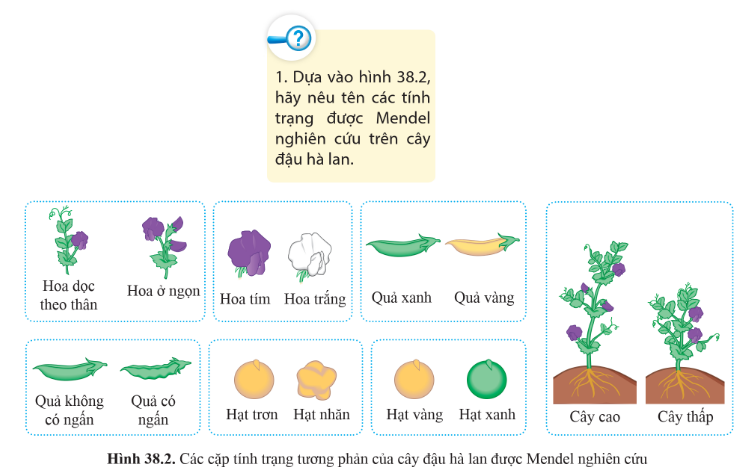 ?
1. Dựa vào hình 38.2,
hãy nêu tên các tính
trạng được Mendel
nghiên cứu trên cây
đậu hà lan.
Hoa dọc
theo thân
Hoa ở ngọn
Hoa tím
Hoa trắng
Quả xanh
Quả vàng
Quả không
có ngấn
Quả có
ngấn
Hạt trơn
Hạt nhăn
Hạt vàng
Hạt xanh
Cây cao
Cây thấp
Hình 38.2. Các cặp tính trạng tương phản của cây đậu hà lan được Mendel nghiên cứu